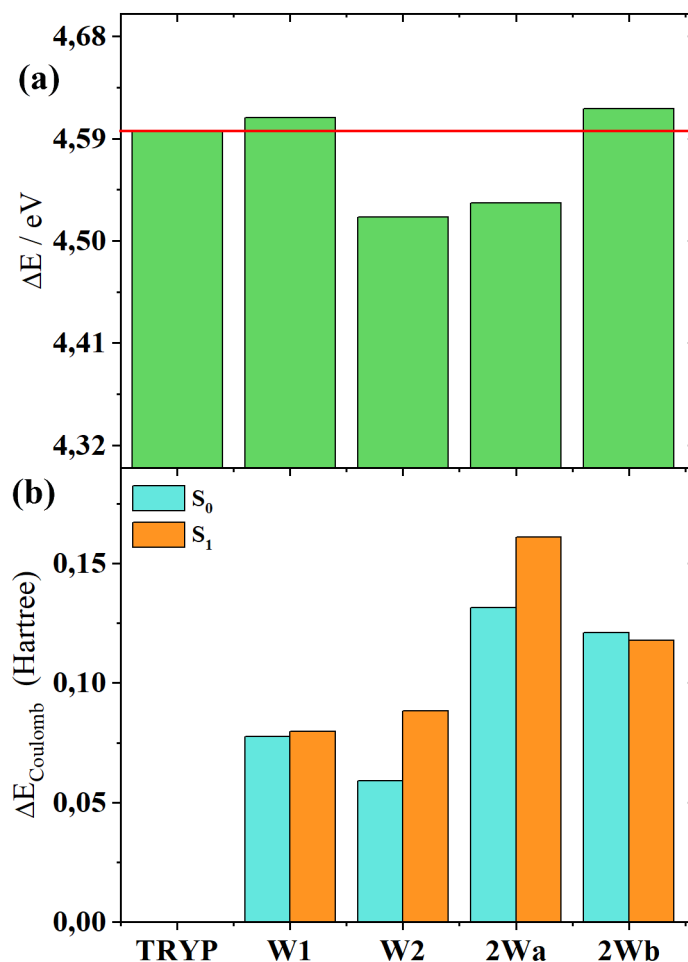 (a)
4,68
4,59
4,50
4,41
4,32
ΔE / eV
(b)
S₀
S₁
0,15
0,10
0,05
0,00
ΔE_Coulomb (Hartree)
TRYP W1 W2 2Wa 2Wb